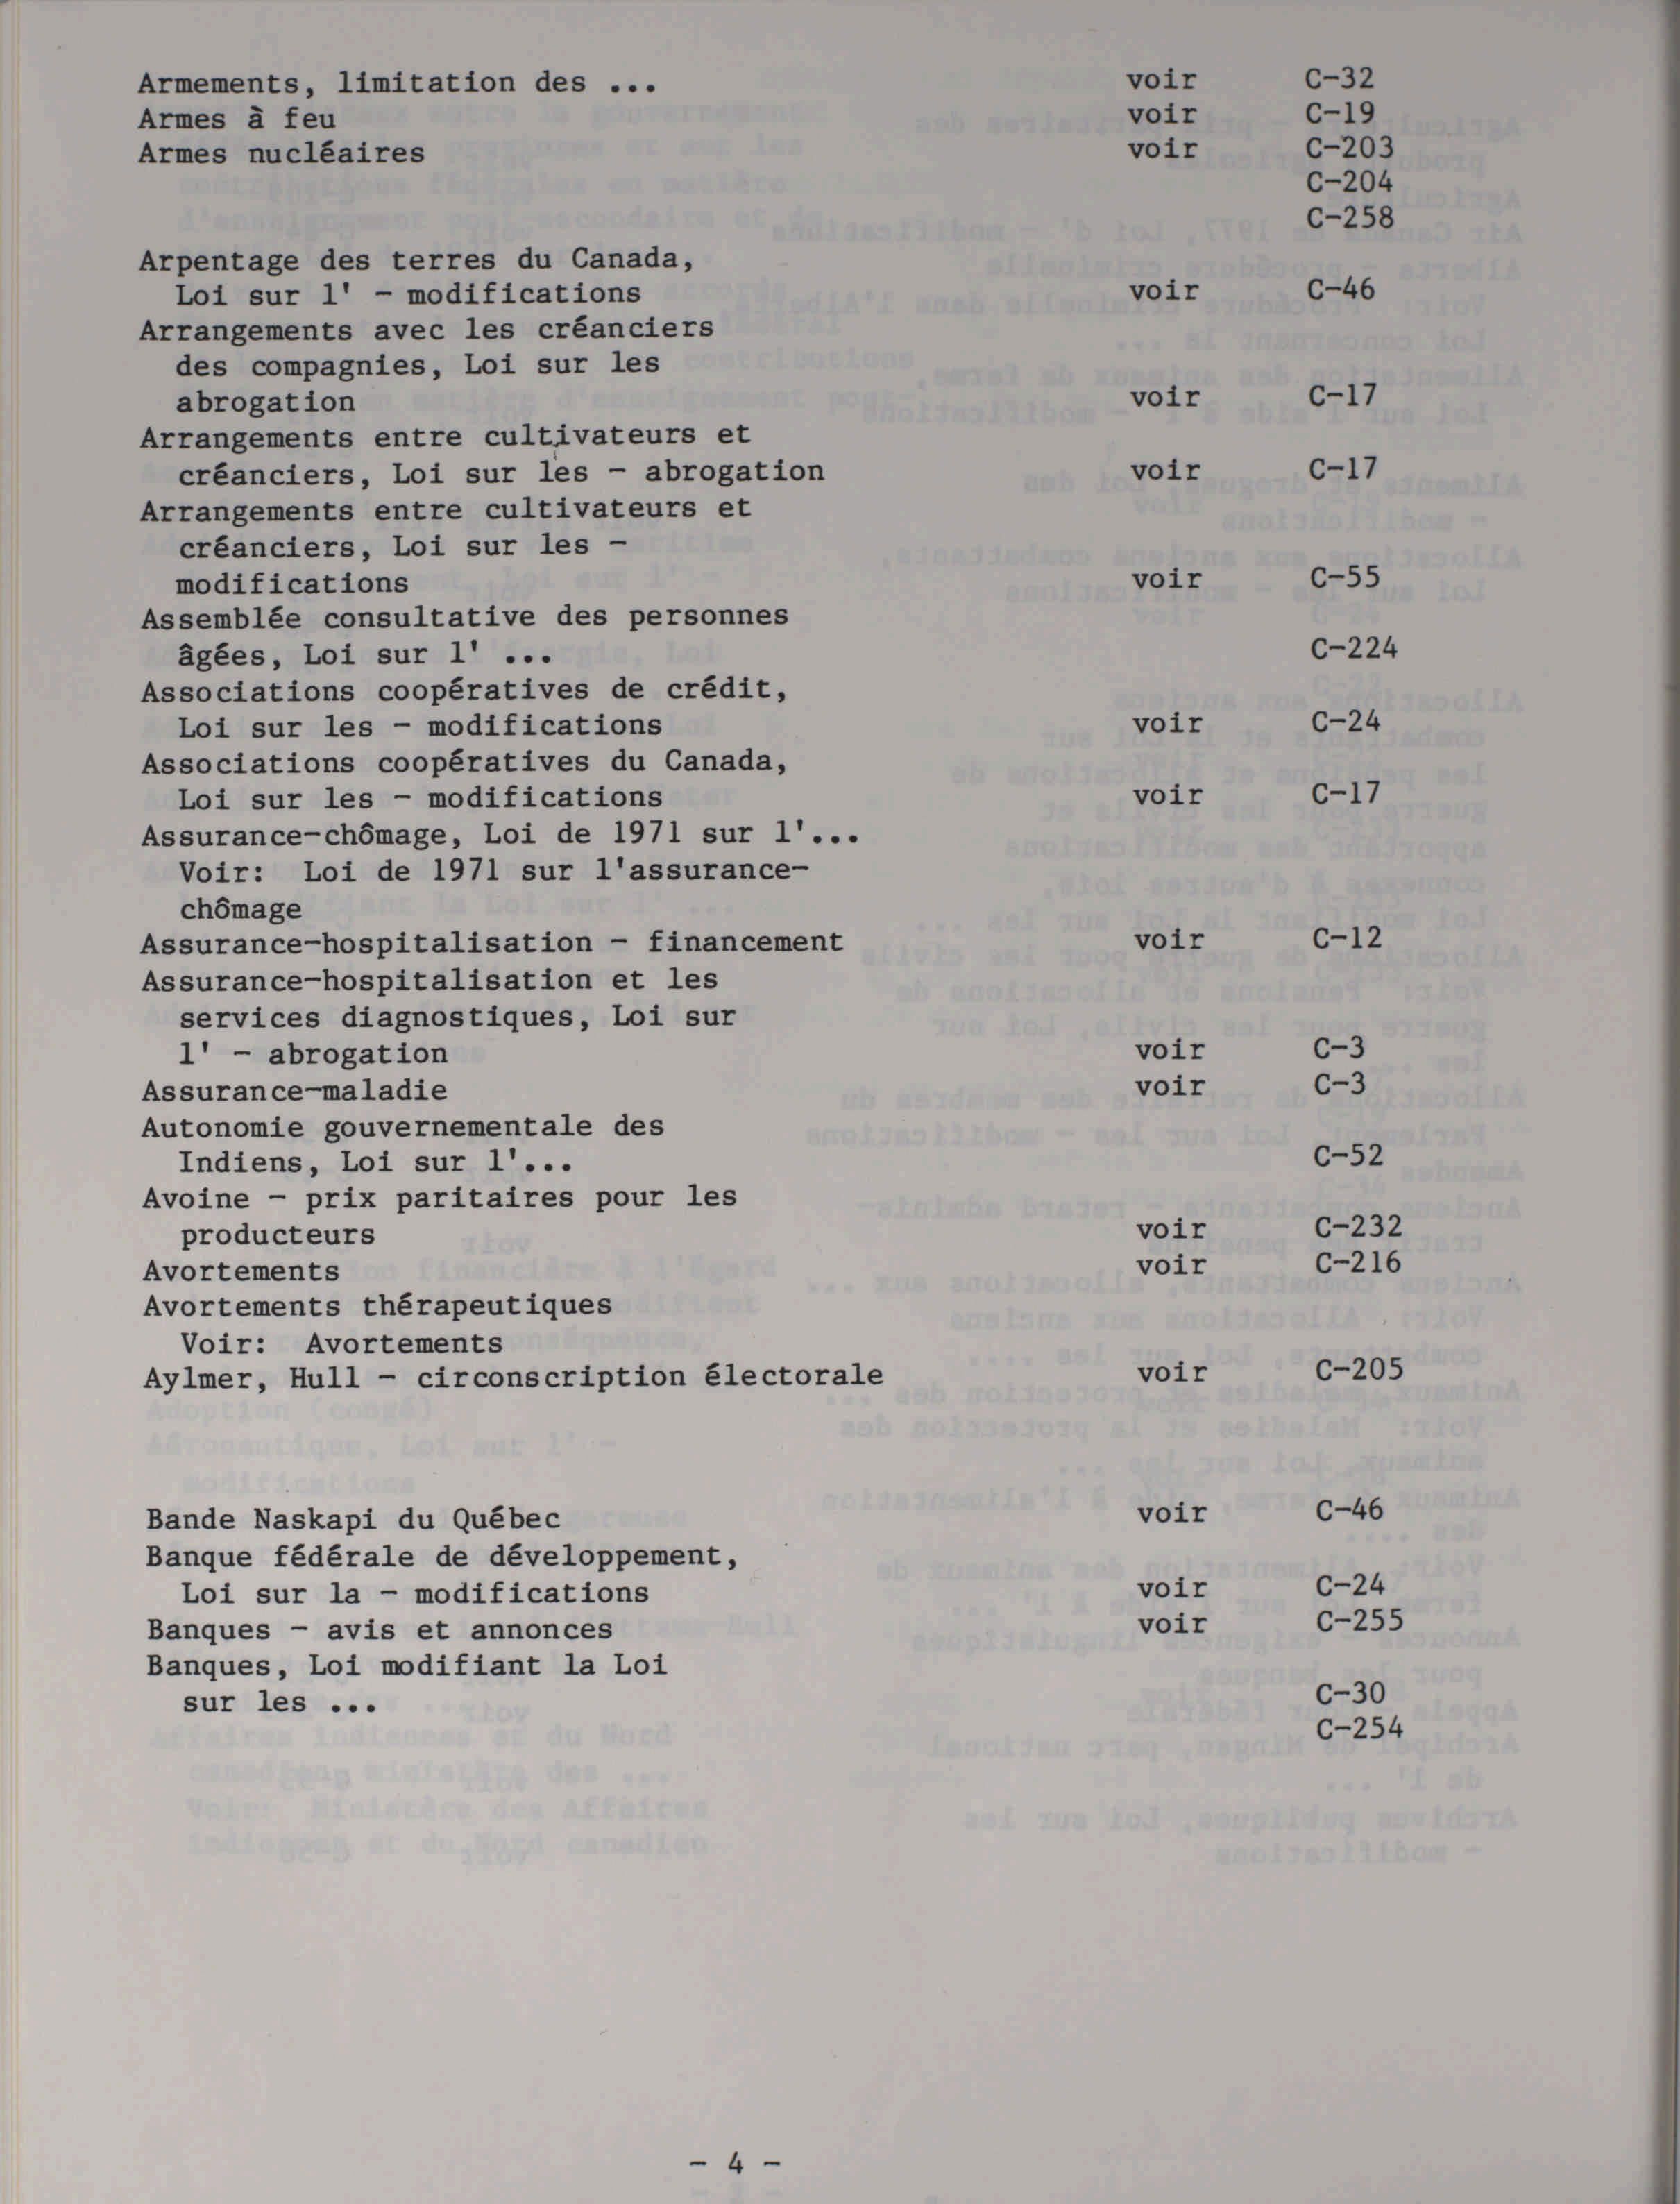 Armements, limitation des ... voir C-32
Armes à feu voir C-19
Armes nucléaires voir C-203
C-204
C-258
Arpentage des terres du Canada,
Loi sur l' - modifications voir C-46
Arrangements avec les créanciers
des compagnies, Loi sur les
abrogation voir C-17
Arrangements entre cultivateurs et
créanciers, Loi sur les - abrogation voir C-17
Arrangements entre cultivateurs et
créanciers, Loi sur les -
modifications voir C-55
Assemblée consultative des personnes
âgées, Loi sur l' ... C-224
Associations coopératives de crédit,
Loi sur les - modifications voir C-24
Associations coopératives du Canada,
Loi sur les - modifications voir C-17
Assurance-chômage, Loi de 1971 sur l'...
Voir: Loi de 1971 sur l'assurance-
chômage
Assurance-hospitalisation - financement voir C-12
Assurance-hospitalisation et les
services diagnostiques, Loi sur
l' - abrogation voir C-3
Assurance-maladie voir C-3
Autonomie gouvernementale des
Indiens, Loi sur l'... C-52
Avoine - prix paritaires pour les
producteurs voir C-232
Avortements voir C-216
Avortements thérapeutiques
Voir: Avortements
Aylmer, Hull - circonscription électorale voir C-205
Bande Naskapi du Québec voir C-46
Banque fédérale de développement,
Loi sur la - modifications voir C-24
Banques - avis et annonces voir C-255
Banques, Loi modifiant la Loi
sur les ... C-30
C-254
- 4 -